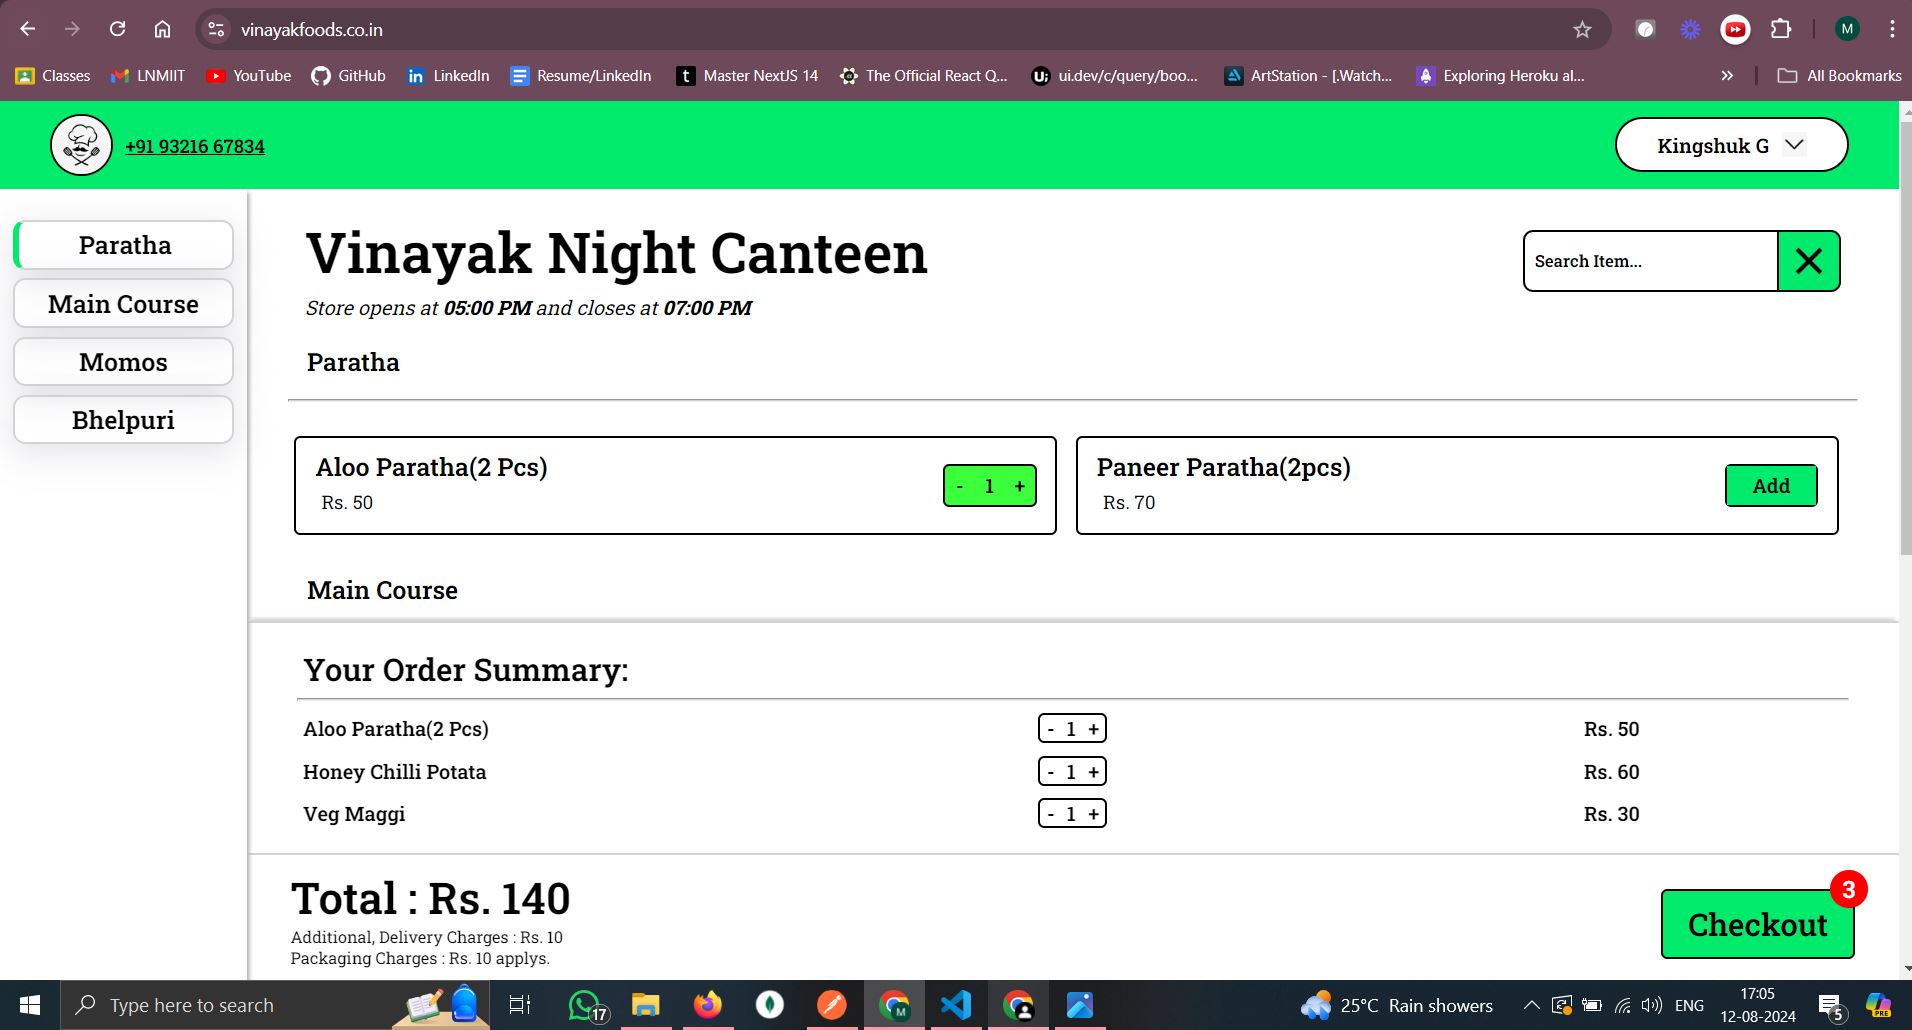 vinayakfoods.co.in
M
Classes
LNMIIT
YouTube
GitHub
in LinkedIn
Resume/LinkedIn
t Master NextJS 14
The Official React Q...
U; ui.dev/c/query/boo...
ArtStation - [.Watch...
Exploring Heroku al...
»
All Bookmarks
+91 93216 67834
Kingshuk G
Paratha
Main Course
Momos
Bhelpuri
Vinayak Night Canteen
Search Item...
Store opens at 05:00 PM and closes at 07:00 PM
Paratha
Aloo Paratha(2 Pcs)
Rs. 50
- 1 +
Paneer Paratha(2pcs)
Rs. 70
Add
Main Course
Your Order Summary:
Aloo Paratha(2 Pcs) - 1 + Rs. 50
Honey Chilli Potata - 1 + Rs. 60
Veg Maggi - 1 + Rs. 30
Total : Rs. 140
Additional, Delivery Charges : Rs. 10
Packaging Charges : Rs. 10 applys.
3
Checkout
Type here to search
17
M
25°C Rain showers
ENG
17:05
12-08-2024
5
PRE